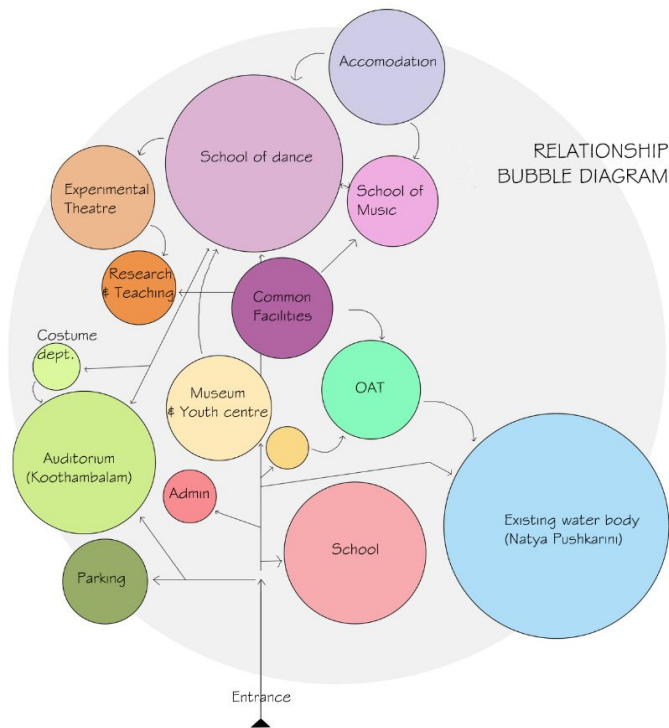 Accomodation
RELATIONSHIP
BUBBLE DIAGRAM
School of dance
Experimental
Theatre
School of
Music
Research
& Teaching
Common
Facilities
Costume
dept.
Museum
& Youth centre
OAT
Auditorium
(Koothambalam)
Admin
School
Existing water body
(Natya Pushkarini)
Parking
Entrance